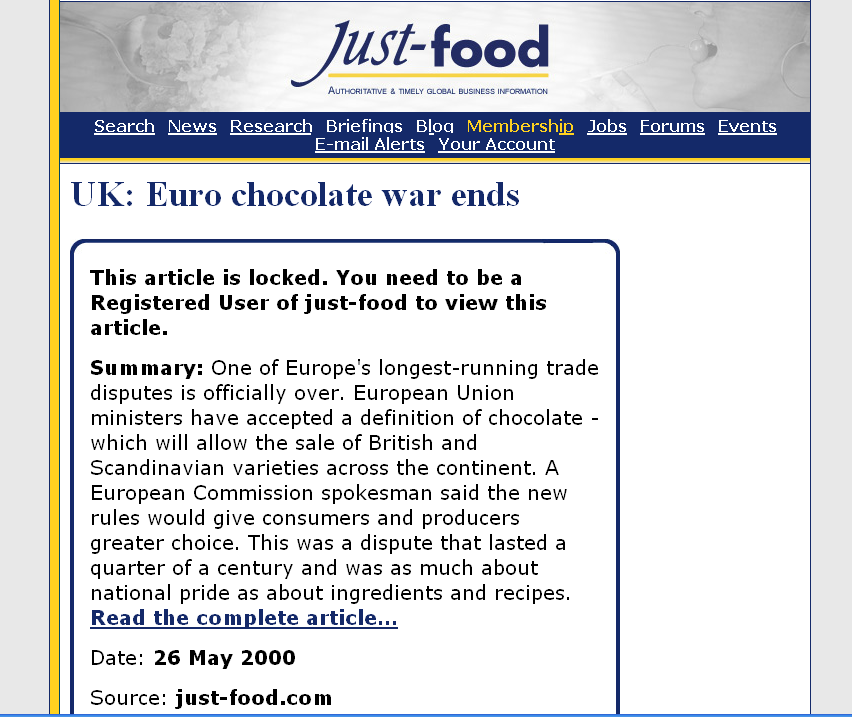 Just-food
AUTHORITATIVE & TIMELY GLOBAL BUSINESS INFORMATION
Search News Research Briefings Blog Membership Jobs Forums Events
E-mail Alerts Your Account
UK: Euro chocolate war ends
This article is locked. You need to be a
Registered User of just-food to view this
article.
Summary: One of Europe's longest-running trade
disputes is officially over. European Union
ministers have accepted a definition of chocolate -
which will allow the sale of British and
Scandinavian varieties across the continent. A
European Commission spokesman said the new
rules would give consumers and producers
greater choice. This was a dispute that lasted a
quarter of a century and was as much about
national pride as about ingredients and recipes.
Read the complete article...
Date: 26 May 2000
Source: just-food.com